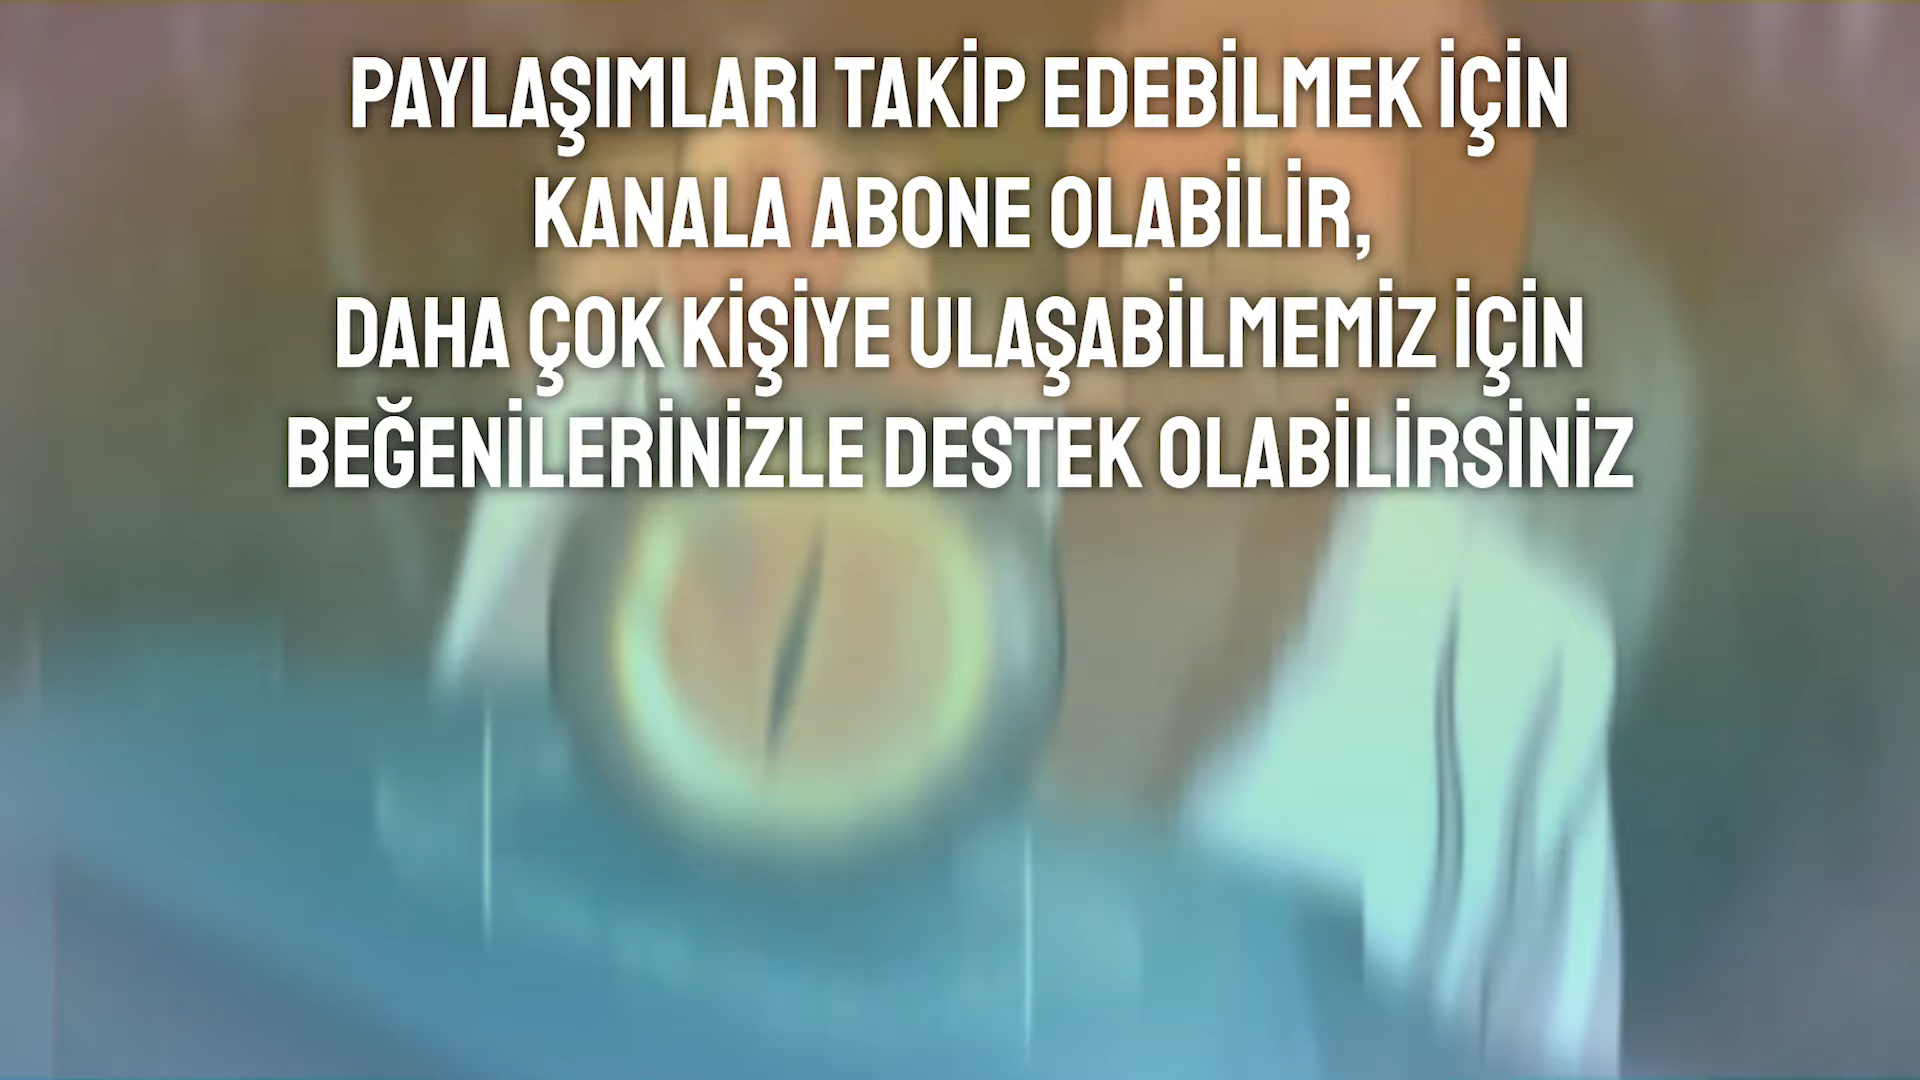 PAYLAŞIMLARI TAKİP EDEBİLMEK İÇİN
KANALA ABONE OLABİLİR,
DAHA ÇOK KİŞİYE ULAŞABİLMEMİZ İÇİN
BEĞENİLERİNİZLE DESTEK OLABİLİRSİNİZ